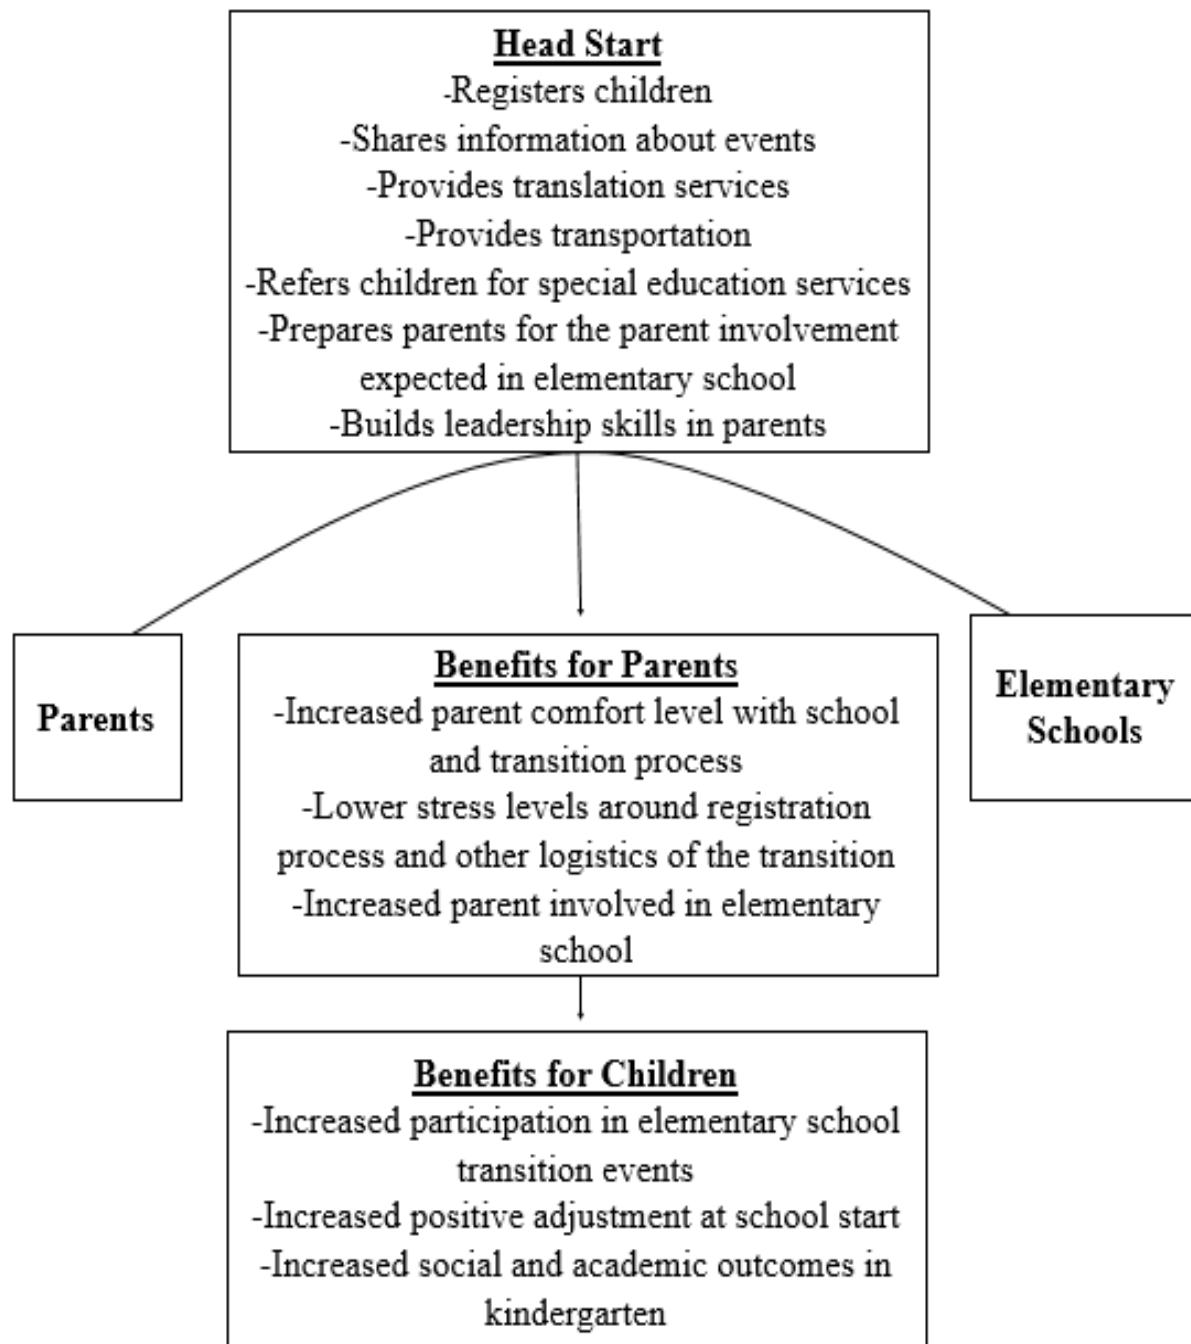 Head Start
-Registers children
-Shares information about events
-Provides translation services
-Provides transportation
-Refers children for special education services
-Prepares parents for the parent involvement
expected in elementary school
-Builds leadership skills in parents
Parents
Benefits for Parents
-Increased parent comfort level with school
and transition process
-Lower stress levels around registration
process and other logistics of the transition
-Increased parent involved in elementary
school
Elementary
Schools
Benefits for Children
-Increased participation in elementary school
transition events
-Increased positive adjustment at school start
-Increased social and academic outcomes in
kindergarten